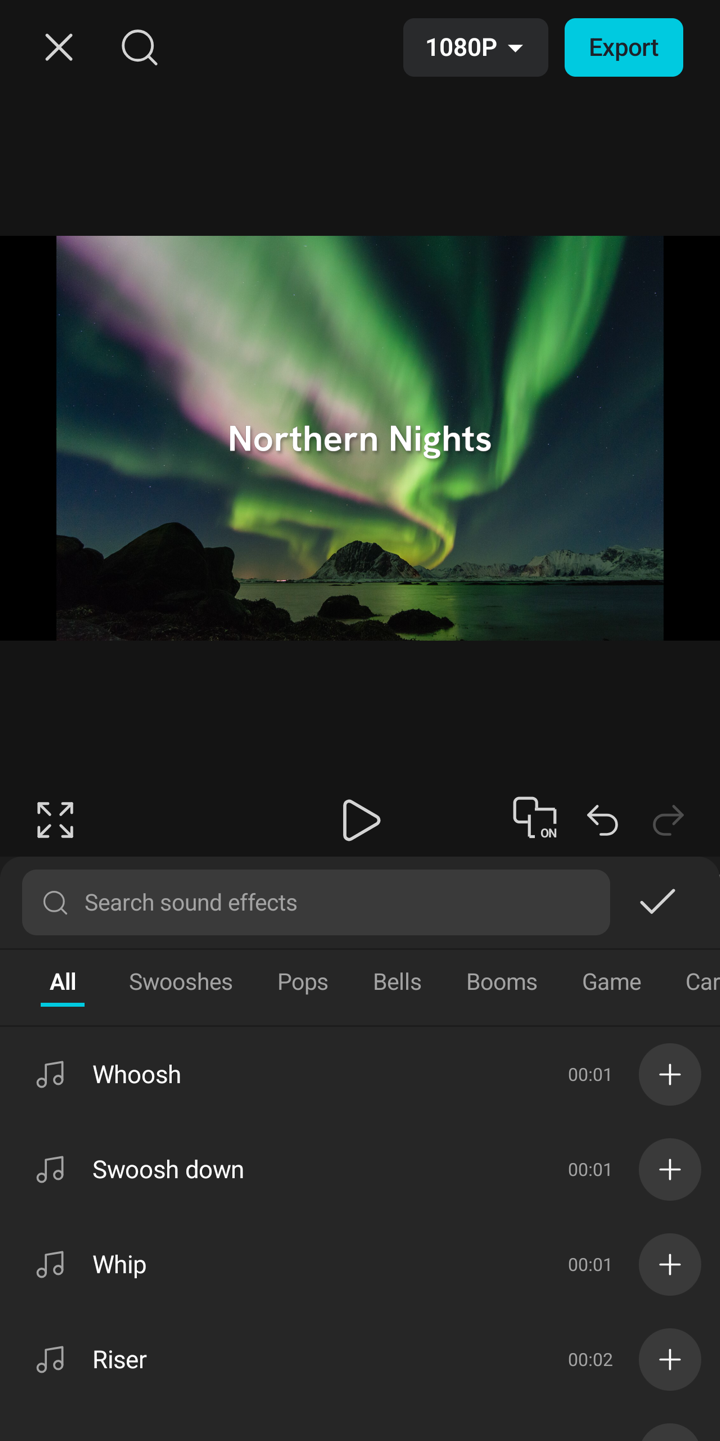 1080P
Export
Northern Nights
ON
Search sound effects
All Swooshes Pops Bells Booms Game
Whoosh 00:01
Swoosh down 00:01
Whip 00:01
Riser 00:02